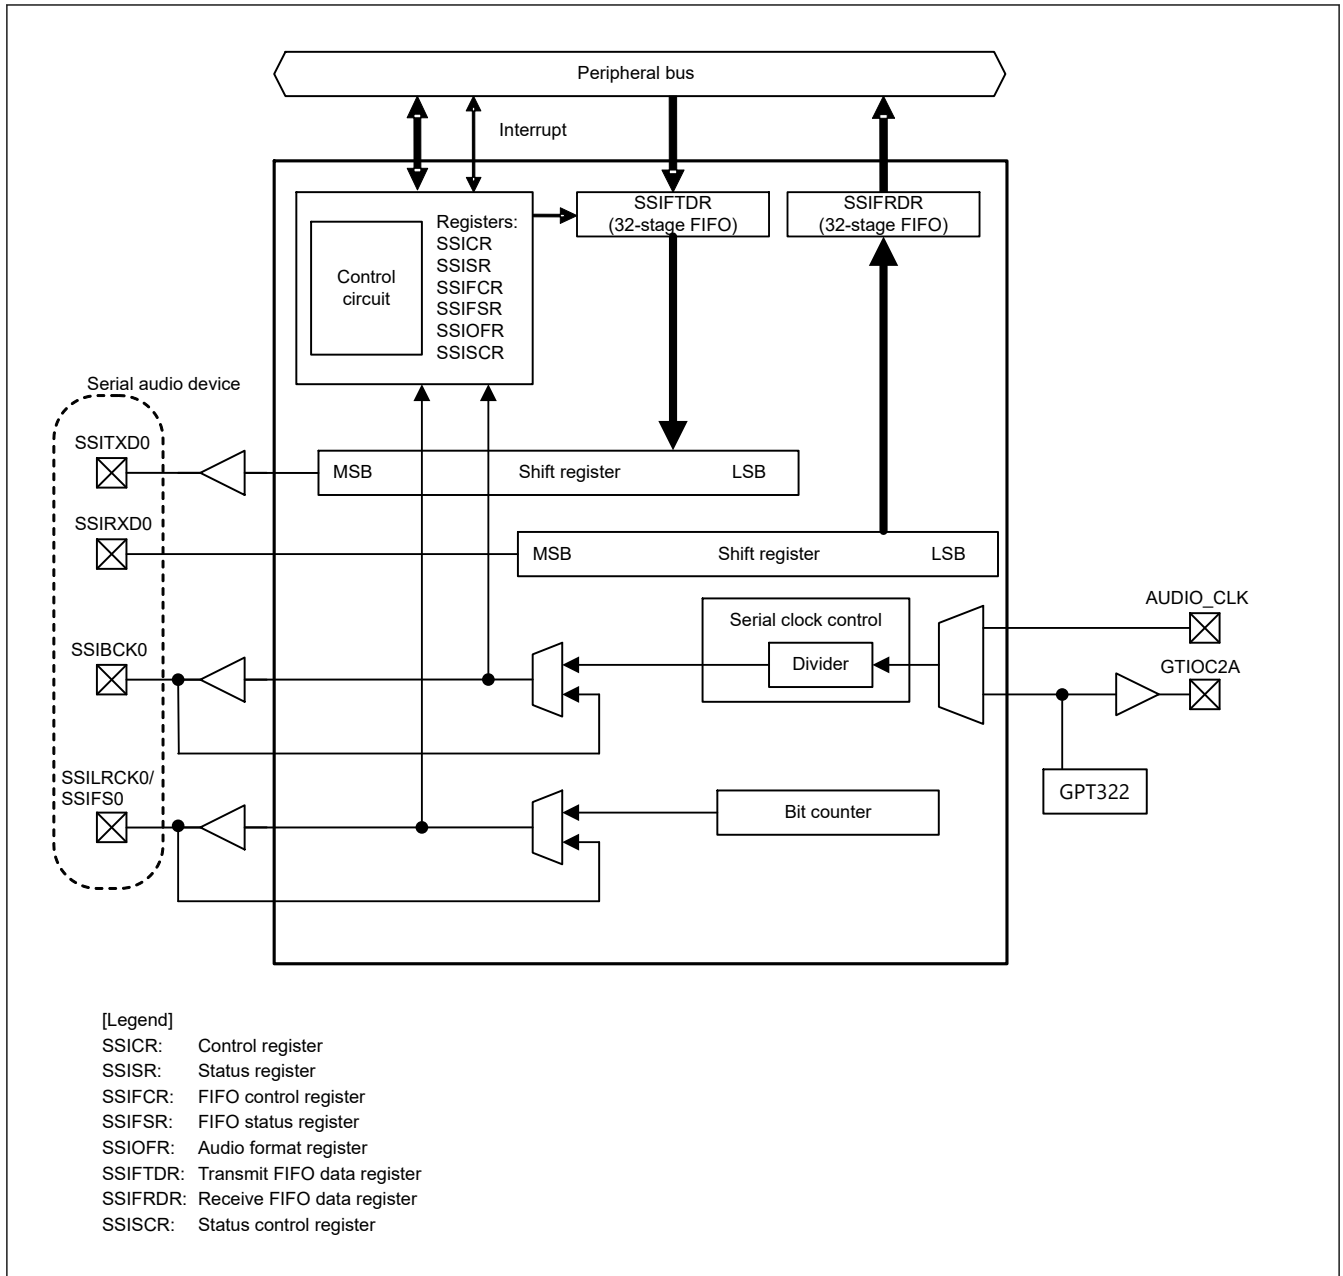 Peripheral bus
Interrupt
SSIFTDR
(32-stage FIFO)
SSIFRDR
(32-stage FIFO)
Control
circuit
Registers:
SSICR
SSISR
SSIFCR
SSIFSR
SSIOFR
SSISCR
Serial audio device
SSITXD0
MSB Shift register LSB
SSIRXD0
MSB Shift register LSB
AUDIO_CLK
Serial clock control
Divider
SSIBCK0
GTIOC2A
SSILRCK0/
SSIFS0
Bit counter
GPT322
[Legend]
SSICR: Control register
SSISR: Status register
SSIFCR: FIFO control register
SSIFSR: FIFO status register
SSIOFR: Audio format register
SSIFTDR: Transmit FIFO data register
SSIFRDR: Receive FIFO data register
SSISCR: Status control register